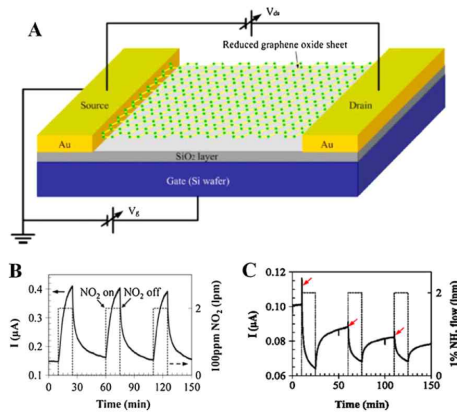 A
V_ds
Reduced graphene oxide sheet
Source
Drain
Au
Au
SiO₂ layer
Gate (Si wafer)
V_g
B
NO₂ on
NO₂ off
I (µA)
0.4
0.3
0.2
0.1
0 30 60 90 120 150
Time (min)
2
0
100ppm NO₂ (lpm)
C
I (µA)
0.12
0.10
0.08
0.06
0 50 100 150
Time (min)
2
0
1% NH₃ flow (lpm)